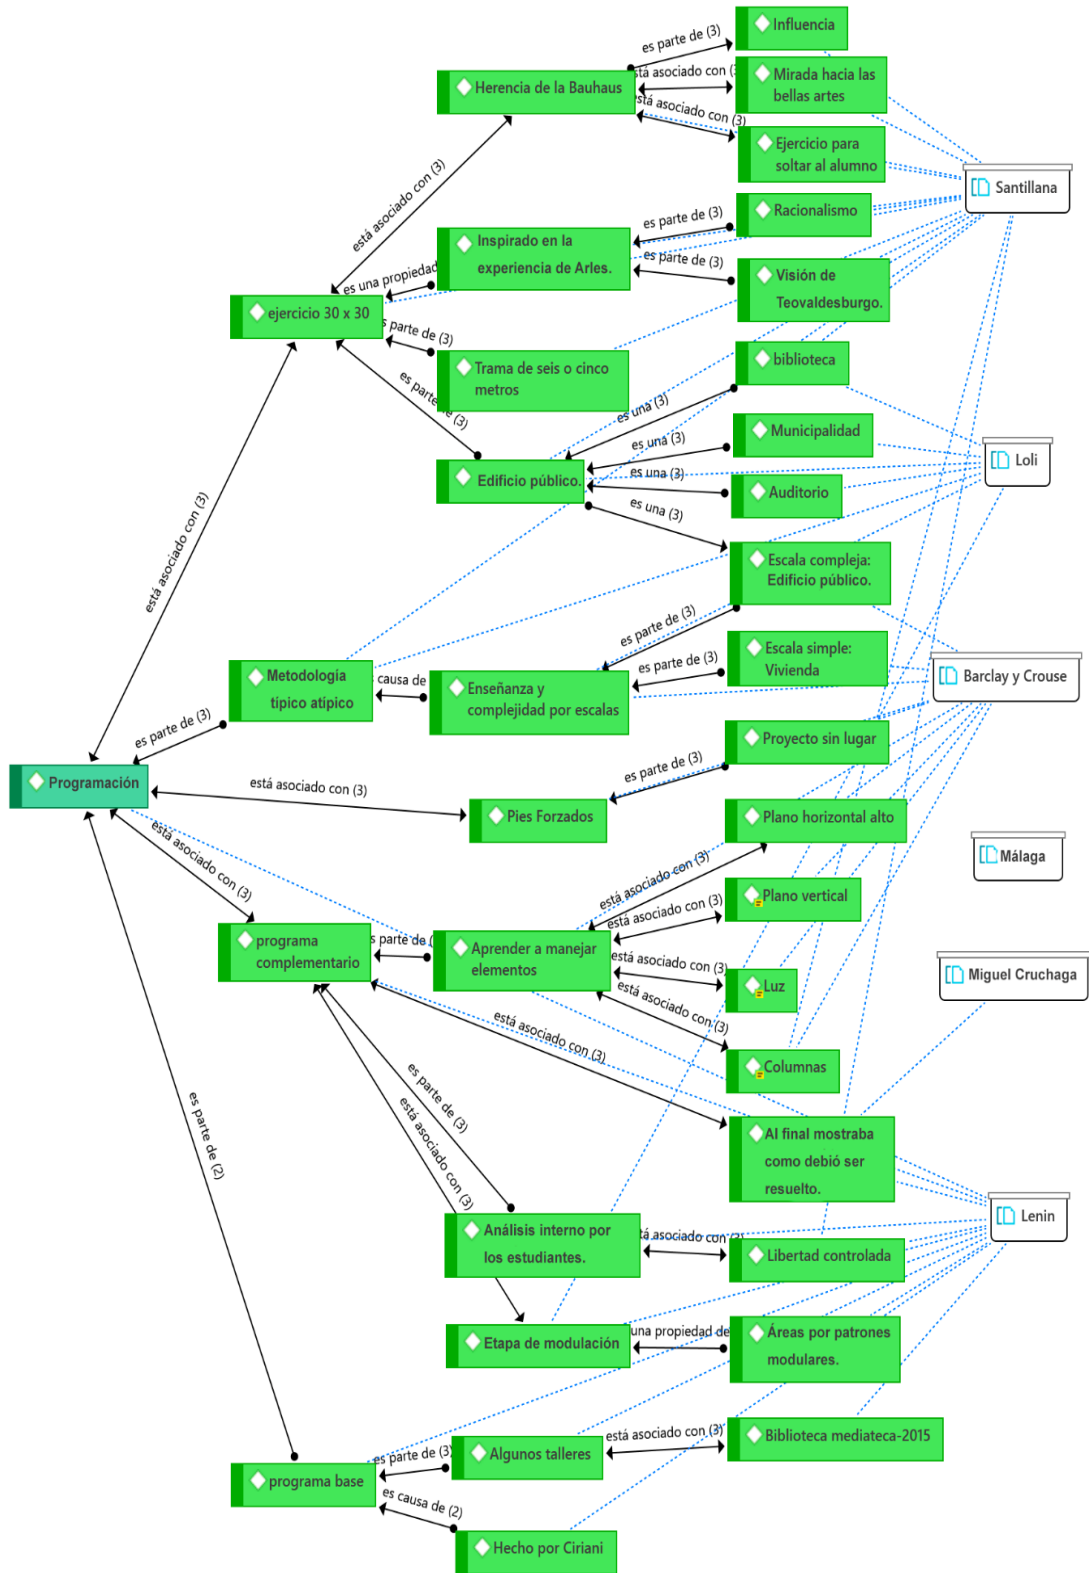 Influencia
es parte de (3)
Mirada hacia las
bellas artes
está asociado con (3
Herencia de la Bauhaus
está asociado con (3)
Ejercicio para
soltar al alumno
Santillana
está asociado con (3)
Racionalismo
es parte de (3)
Inspirado en la
experiencia de Arles.
es parte de (3)
Visión de
Teovaldesburgo.
es una propiedad
ejercicio 30 x 30
es parte de (3)
Trama de seis o cinco
metros
biblioteca
es parte de (3)
es una (3)
Municipalidad
es una (3)
Loli
Edificio público.
es una (3)
Auditorio
es una (3)
está asociado con (3)
Escala compleja:
Edificio público.
es parte de (3)
Escala simple:
Vivienda
es parte de (3)
Barclay y Crouse
Metodología
típico atípico
causa de
Enseñanza y
complejidad por escalas
es parte de (3)
Proyecto sin lugar
es parte de (3)
Programación
está asociado con (3)
Pies Forzados
Plano horizontal alto
está asociado con (3)
está asociado con (3)
Málaga
Plano vertical
está asociado con (3)
programa
complementario
s parte de (
Aprender a manejar
elementos
está asociado con (3)
Luz
Miguel Cruchaga
está asociado con (3)
está asociado con (3)
Columnas
es parte de (3)
está asociado con (3)
Al final mostraba
como debió ser
resuelto.
es parte de (2)
Análisis interno por
los estudiantes.
está asociado con (3)
Libertad controlada
Lenin
Etapa de modulación
una propiedad de
Áreas por patrones
modulares.
Algunos talleres
está asociado con (3)
Biblioteca mediateca-2015
es parte de (3)
programa base
es causa de (2)
Hecho por Ciriani